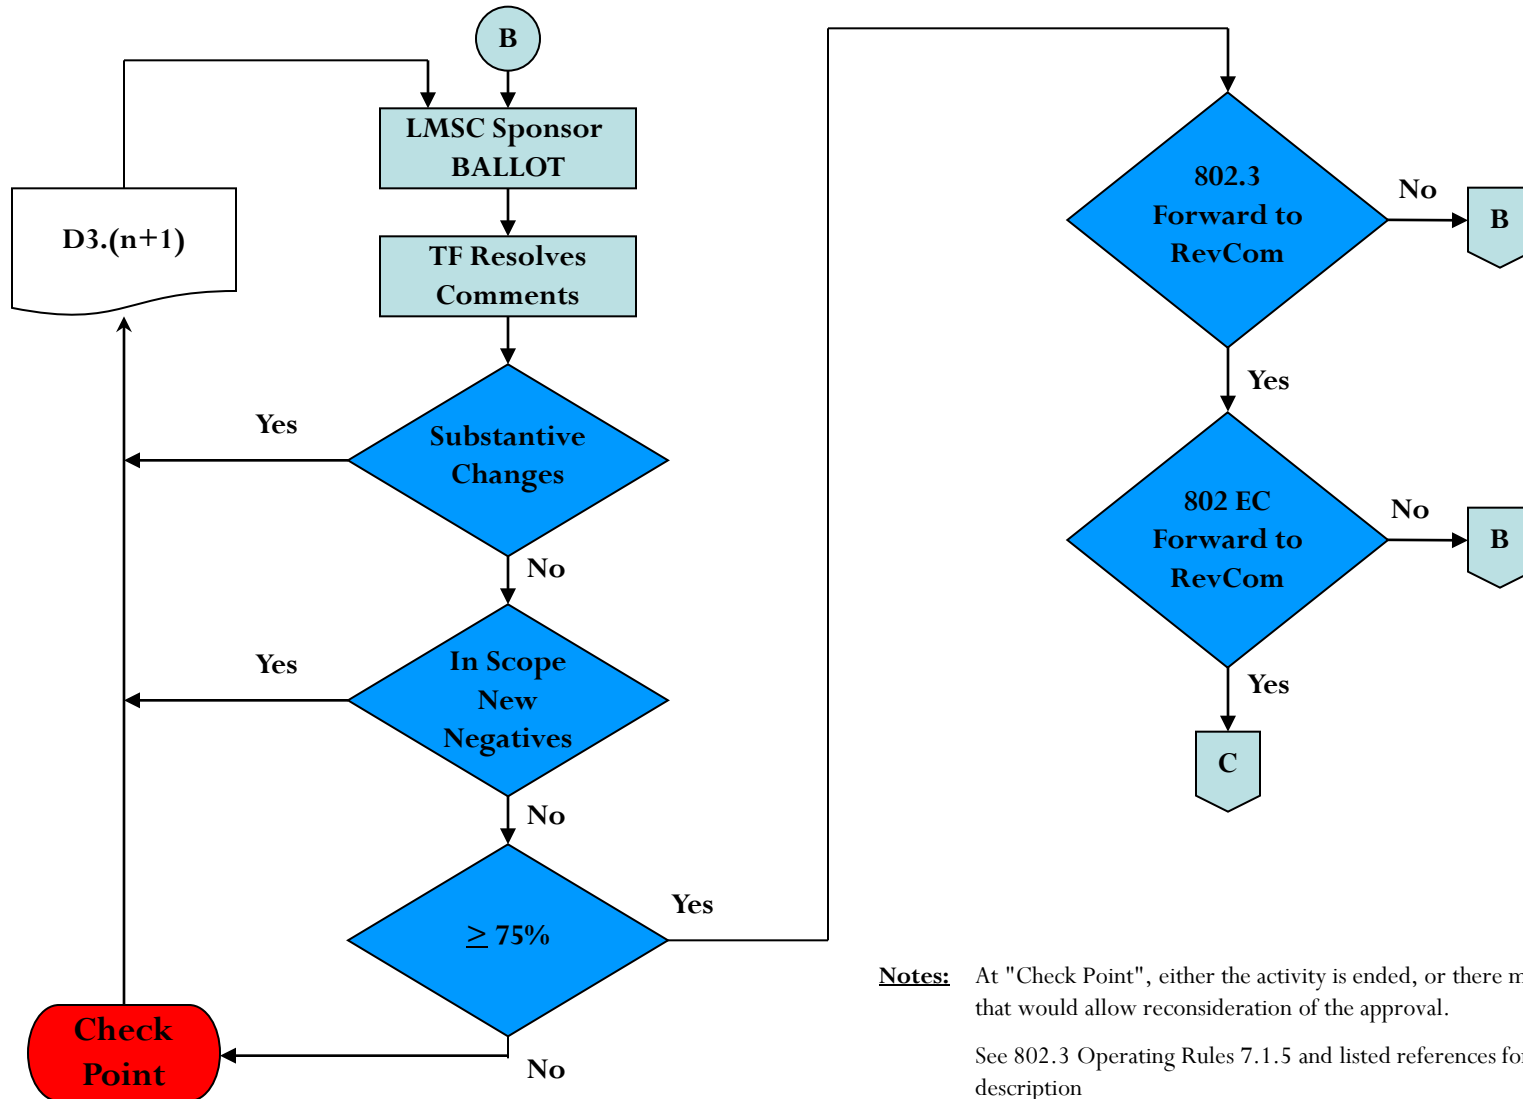 B
LMSC Sponsor
BALLOT
D3.(n+1)
TF Resolves
Comments
Yes
Substantive
Changes
No
Yes
In Scope
New
Negatives
No
≥ 75%
Yes
Check
Point
No
802.3
Forward to
RevCom
No
B
Yes
802 EC
Forward to
RevCom
No
B
Yes
C
Notes: At "Check Point", either the activity is ended, or there
that would allow reconsideration of the approval.
See 802.3 Operating Rules 7.1.5 and listed references for
description